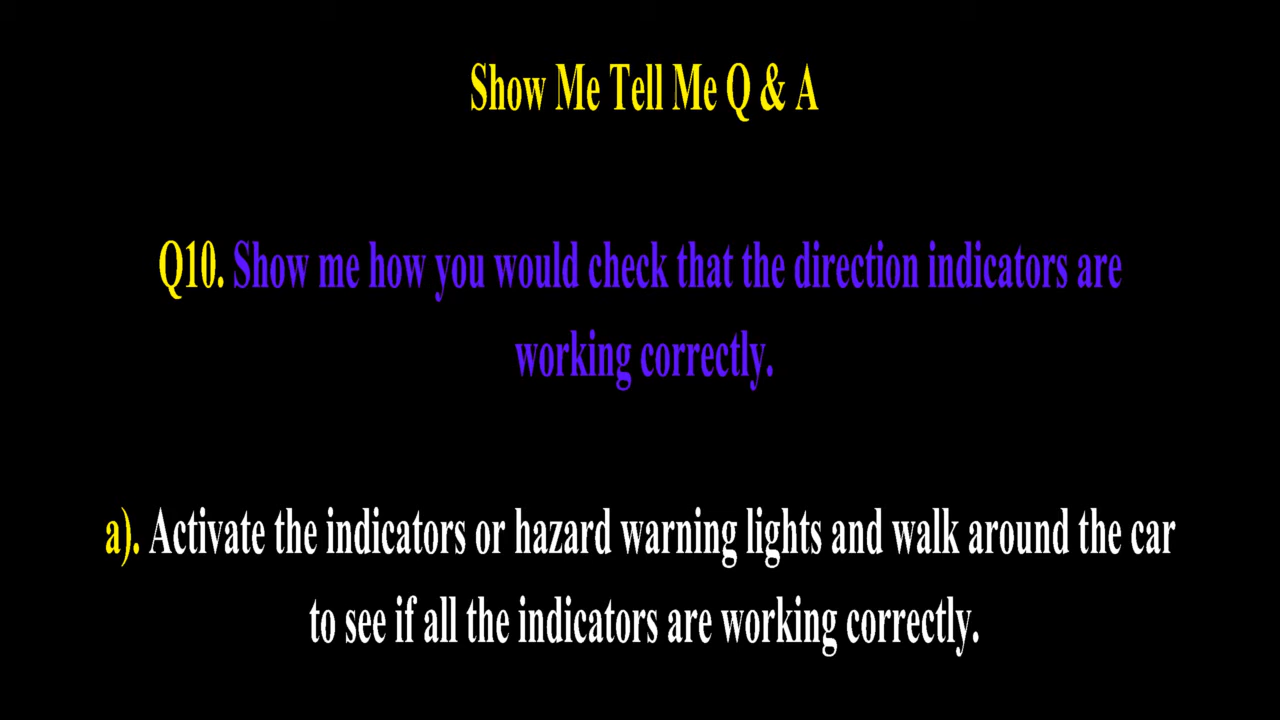 Show Me Tell Me Q & A
Q10. Show me how you would check that the direction indicators are
working correctly.
a). Activate the indicators or hazard warning lights and walk around the car
to see if all the indicators are working correctly.